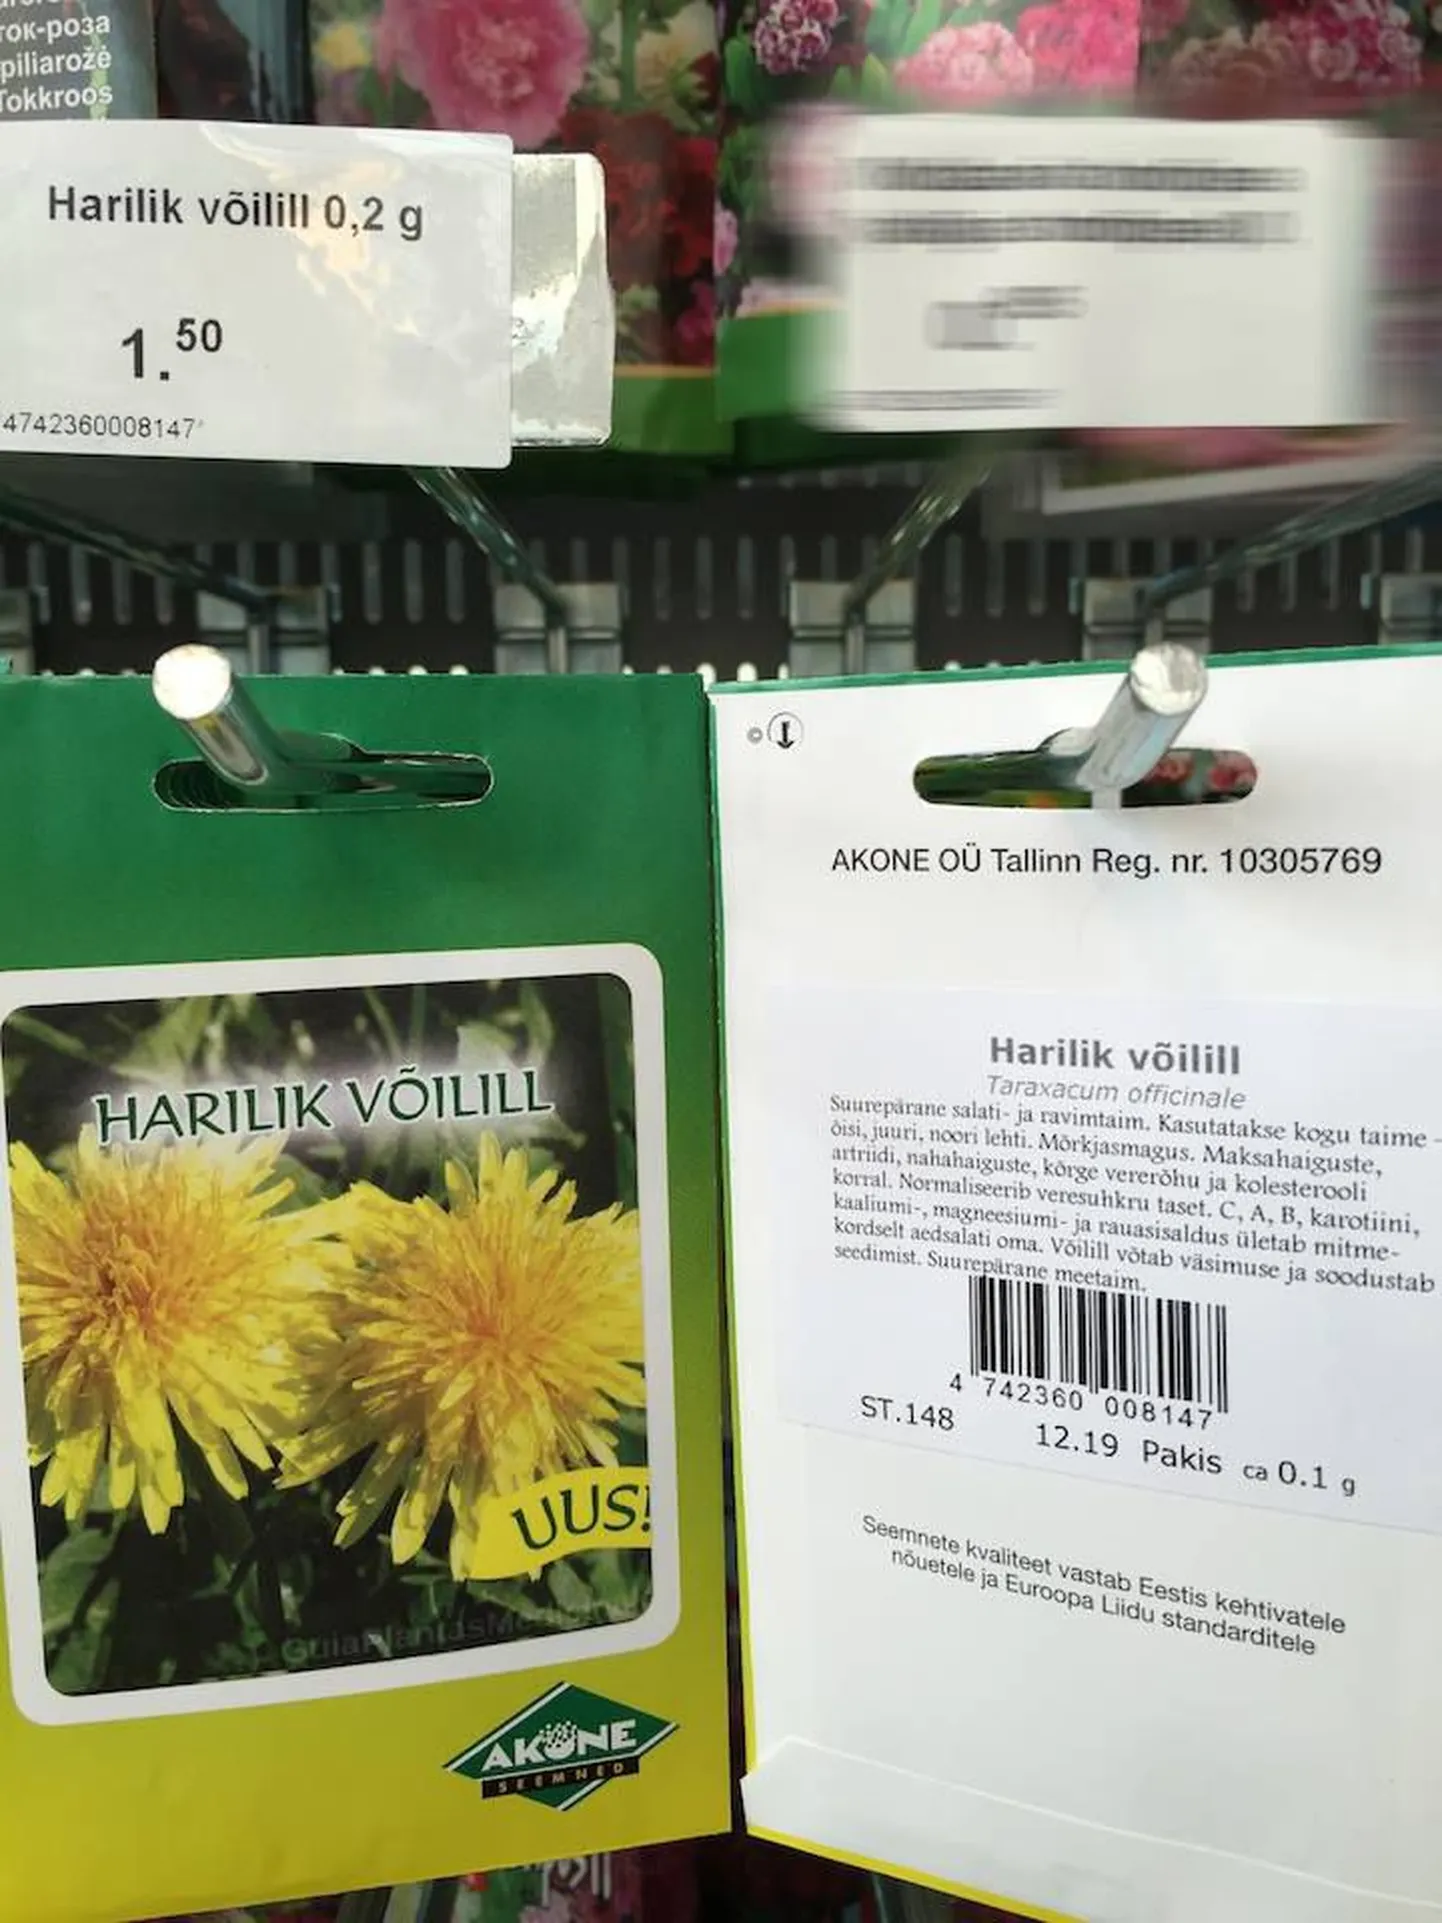 ток-роза
piliarožė
Tokkroos
Harilik võilill 0,2 g
1.50
4742360008147
AKONE OÜ Tallinn Reg. nr. 10305769
HARILIK VÕILILL
UUS!
AKONE
SEEMNED
Harilik võilill
Taraxacum officinale
Suurepärane salati- ja ravimtaim. Kasutatakse kogu taime -
õisi, juuri, noori lehti. Mõrkjasmagus. Maksahaiguste,
artriidi, nahahaiguste, kõrge vererõhu ja kolesterooli
korral. Normaliseerib veresuhkru taset. C, A, B, karotiini,
kaaliumi-, magneesiumi- ja rauasisaldus ületab mitme-
kordselt aedsalati oma. Võilill võtab väsimuse ja soodustab
seedimist. Suurepärane meetaim.
4 742360 008147
ST.148 12.19 Pakis ca 0.1 g
Seemnete kvaliteet vastab Eestis kehtivatele
nõuetele ja Euroopa Liidu standarditele